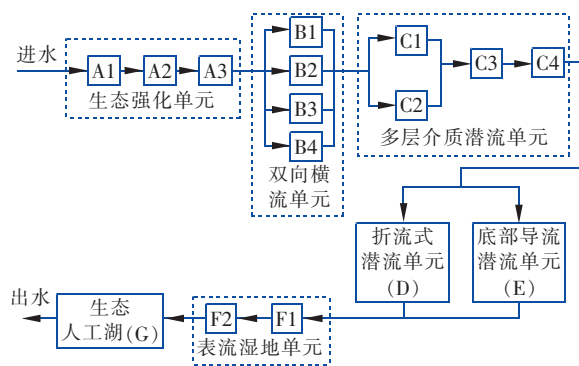 进水
A1
A2
A3
生态强化单元
B1
B2
B3
B4
双向横
流单元
C1
C2
C3
C4
多层介质潜流单元
折流式
潜流单元
(D)
底部导流
潜流单元
(E)
出水
生态
人工湖(G)
F2
F1
表流湿地单元